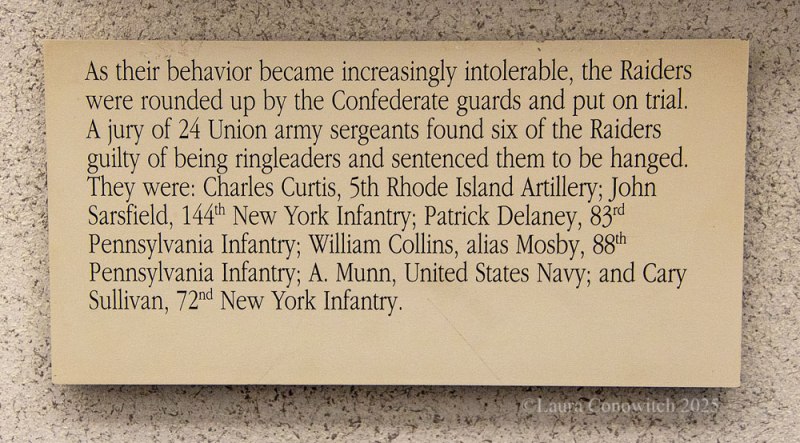 As their behavior became increasingly intolerable, the Raiders
were rounded up by the Confederate guards and put on trial.
A jury of 24 Union army sergeants found six of the Raiders
guilty of being ringleaders and sentenced them to be hanged.
They were: Charles Curtis, 5th Rhode Island Artillery; John
Sarsfield, 144th New York Infantry; Patrick Delaney, 83rd
Pennsylvania Infantry; William Collins, alias Mosby, 88th
Pennsylvania Infantry; A. Munn, United States Navy; and Cary
Sullivan, 72nd New York Infantry.
©Laura Conowitch 2025